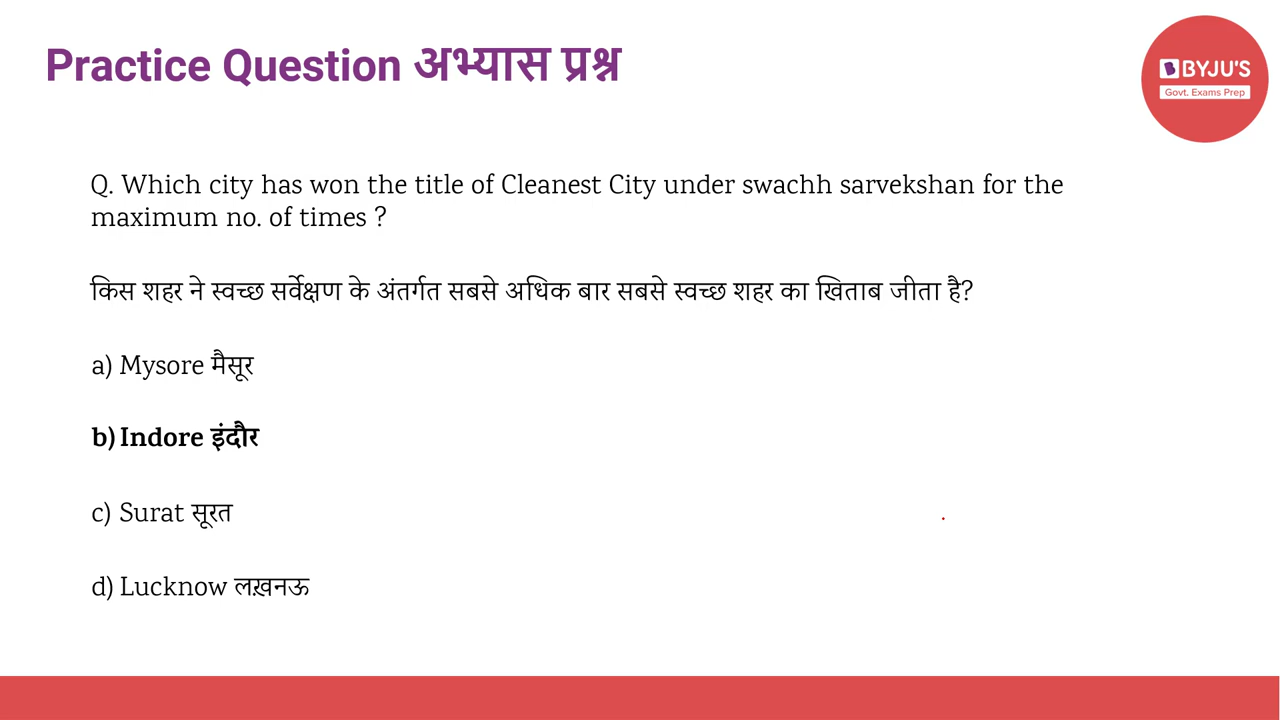 Practice Question अभ्यास प्रश्न
BYJU'S
Govt. Exams Prep
Q. Which city has won the title of Cleanest City under swachh sarvekshan for the
maximum no. of times ?
किस शहर ने स्वच्छ सर्वेक्षण के अंतर्गत सबसे अधिक बार सबसे स्वच्छ शहर का खिताब जीता है?
a) Mysore मैसूर
b) Indore इंदौर
c) Surat सूरत
d) Lucknow लख़नऊ